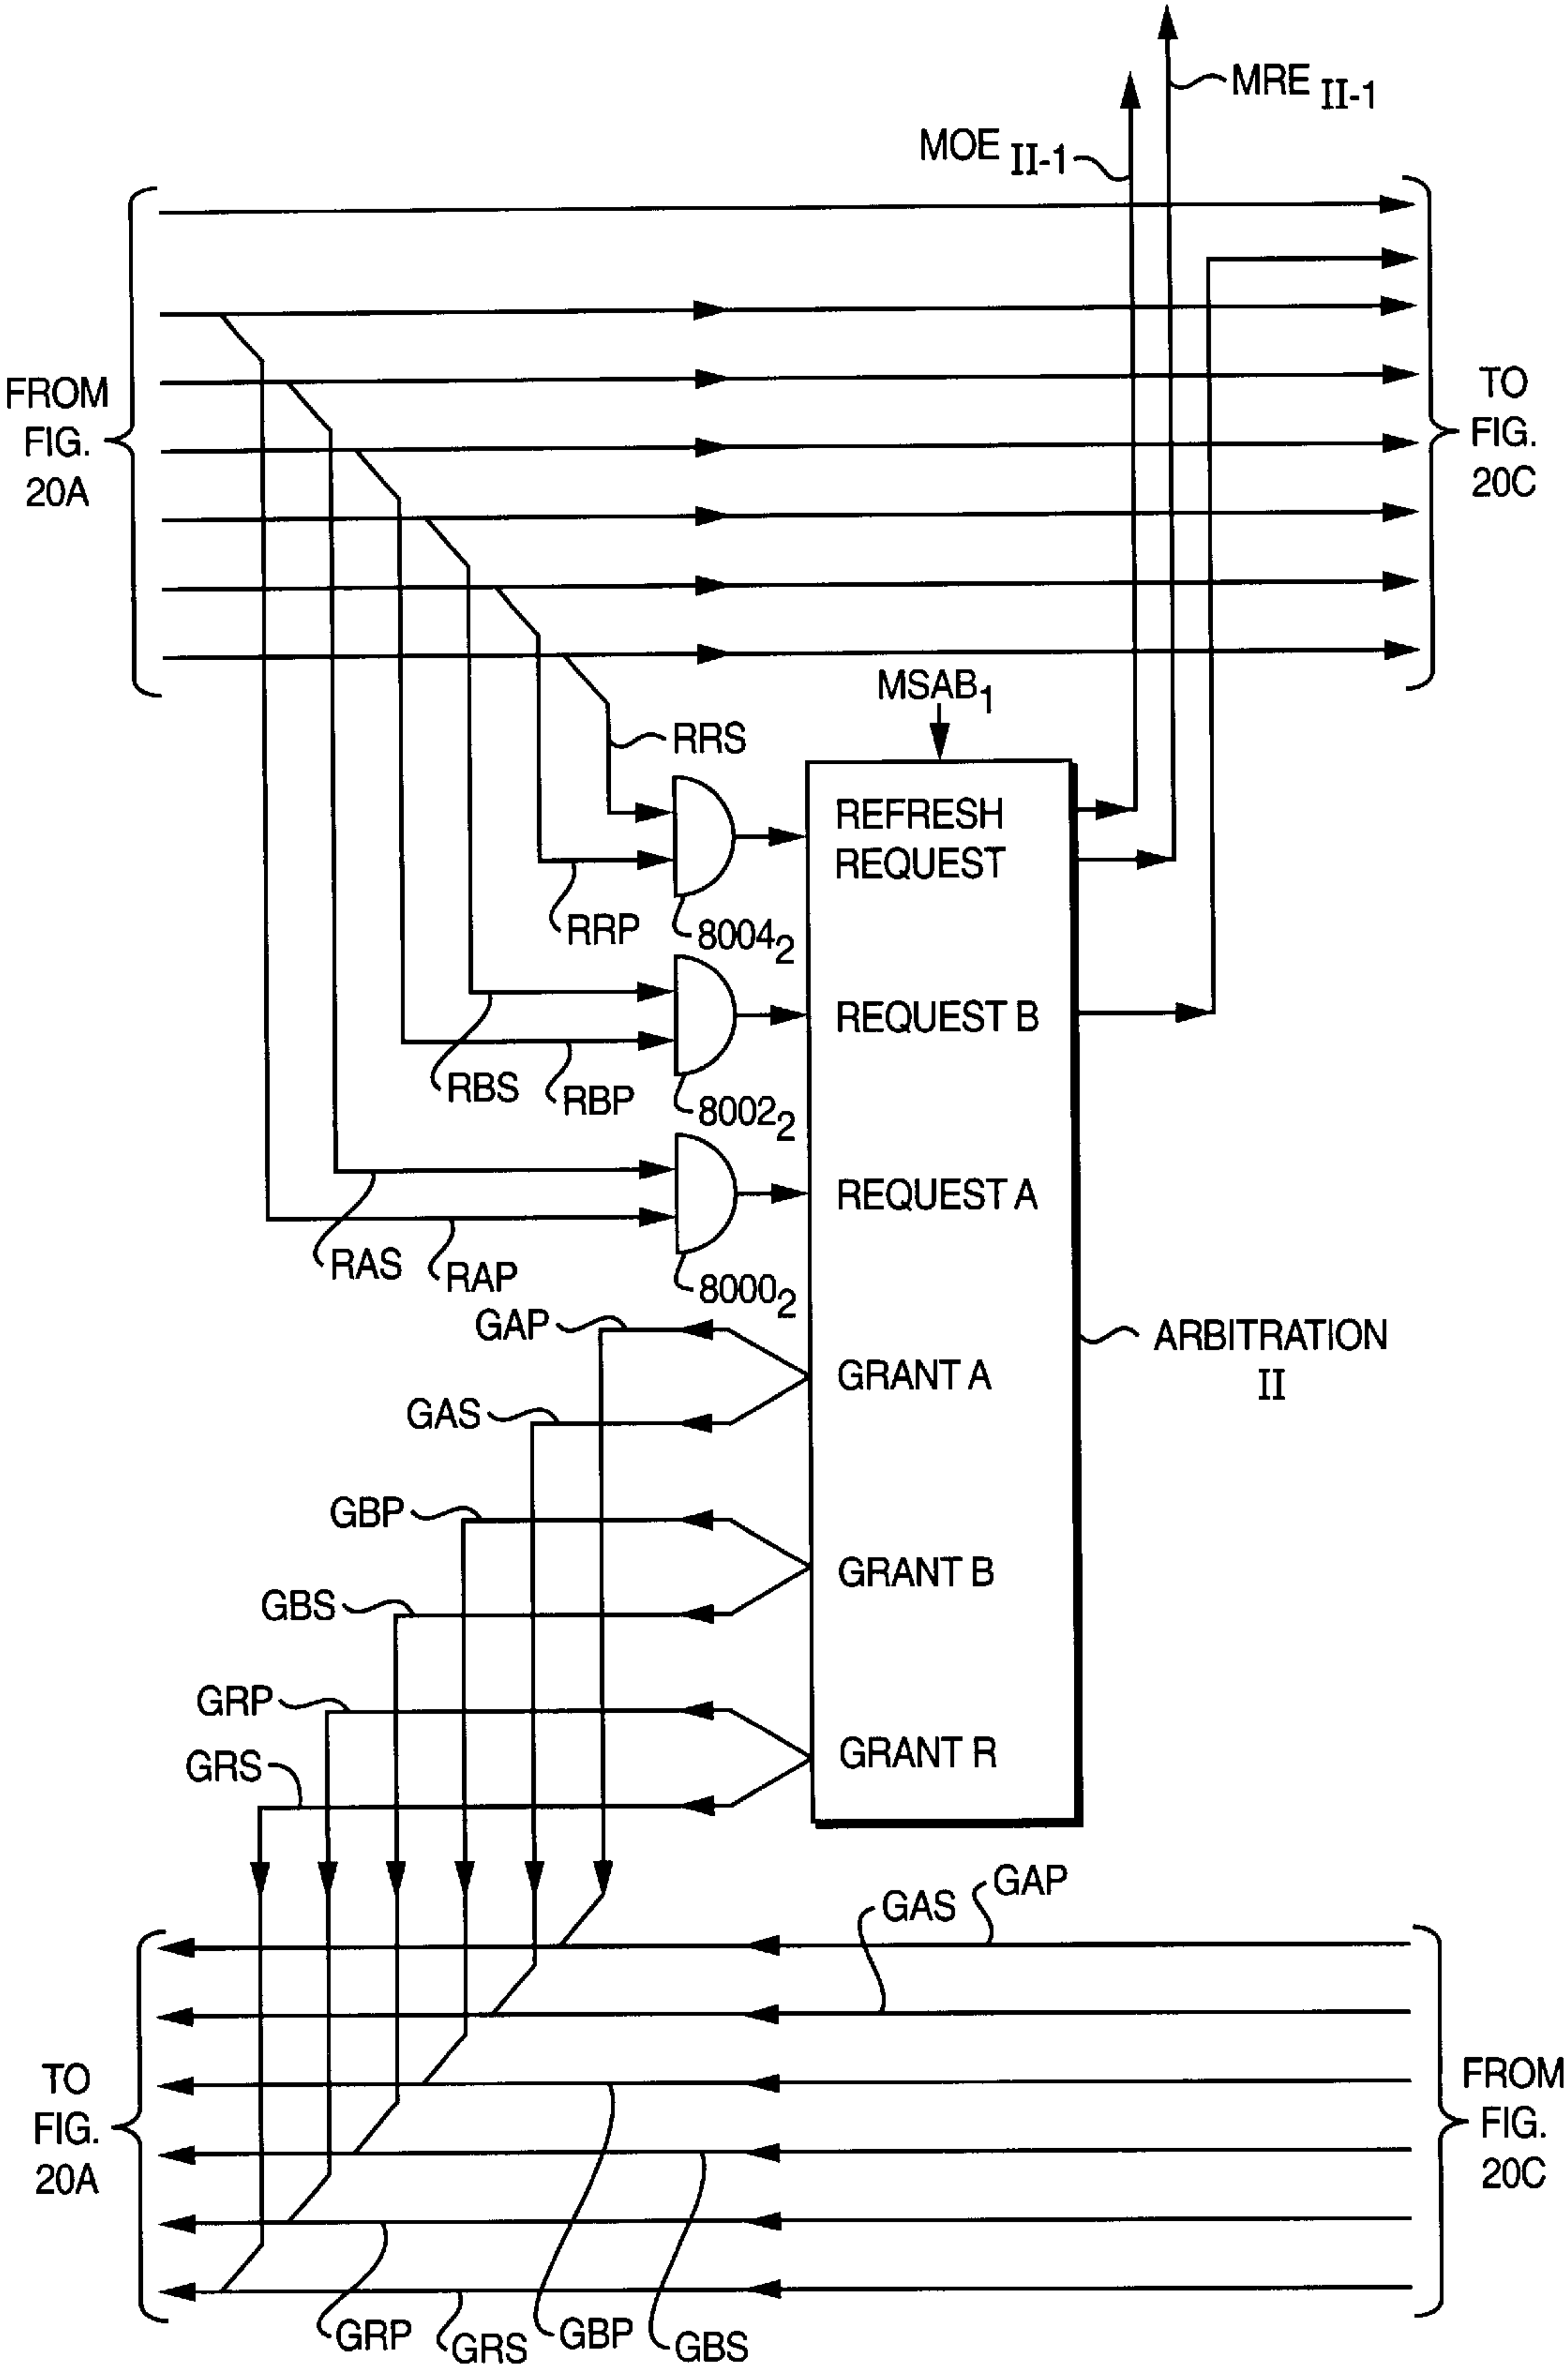 MRE II-1
MOE II-1
FROM
FIG.
20A
TO
FIG.
20C
MSAB1
RRS
REFRESH
REQUEST
RRP
80042
REQUEST B
RBS
RBP
80022
REQUEST A
RAS
RAP
80002
GAP
ARBITRATION
II
GRANT A
GAS
GBP
GRANT B
GBS
GRP
GRANT R
GRS
GAP
GAS
TO
FIG.
20A
FROM
FIG.
20C
GRP
GRS
GBP
GBS